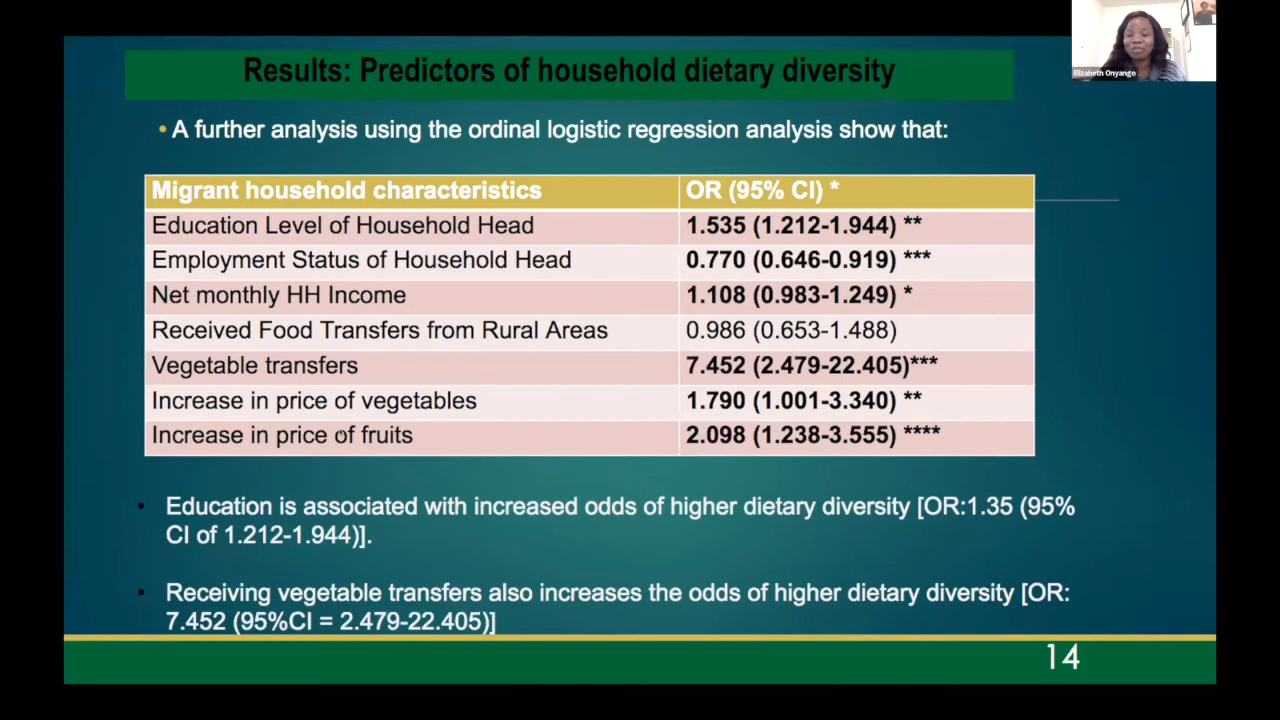 Results: Predictors of household dietary diversity
Elizabeth Onyango
• A further analysis using the ordinal logistic regression analysis show that:
Migrant household characteristics OR (95% CI) *
Education Level of Household Head 1.535 (1.212-1.944) **
Employment Status of Household Head 0.770 (0.646-0.919) ***
Net monthly HH Income 1.108 (0.983-1.249) *
Received Food Transfers from Rural Areas 0.986 (0.653-1.488)
Vegetable transfers 7.452 (2.479-22.405)***
Increase in price of vegetables 1.790 (1.001-3.340) **
Increase in price of fruits 2.098 (1.238-3.555) ****
• Education is associated with increased odds of higher dietary diversity [OR:1.35 (95%
CI of 1.212-1.944)].
• Receiving vegetable transfers also increases the odds of higher dietary diversity [OR:
7.452 (95%CI = 2.479-22.405)]
14